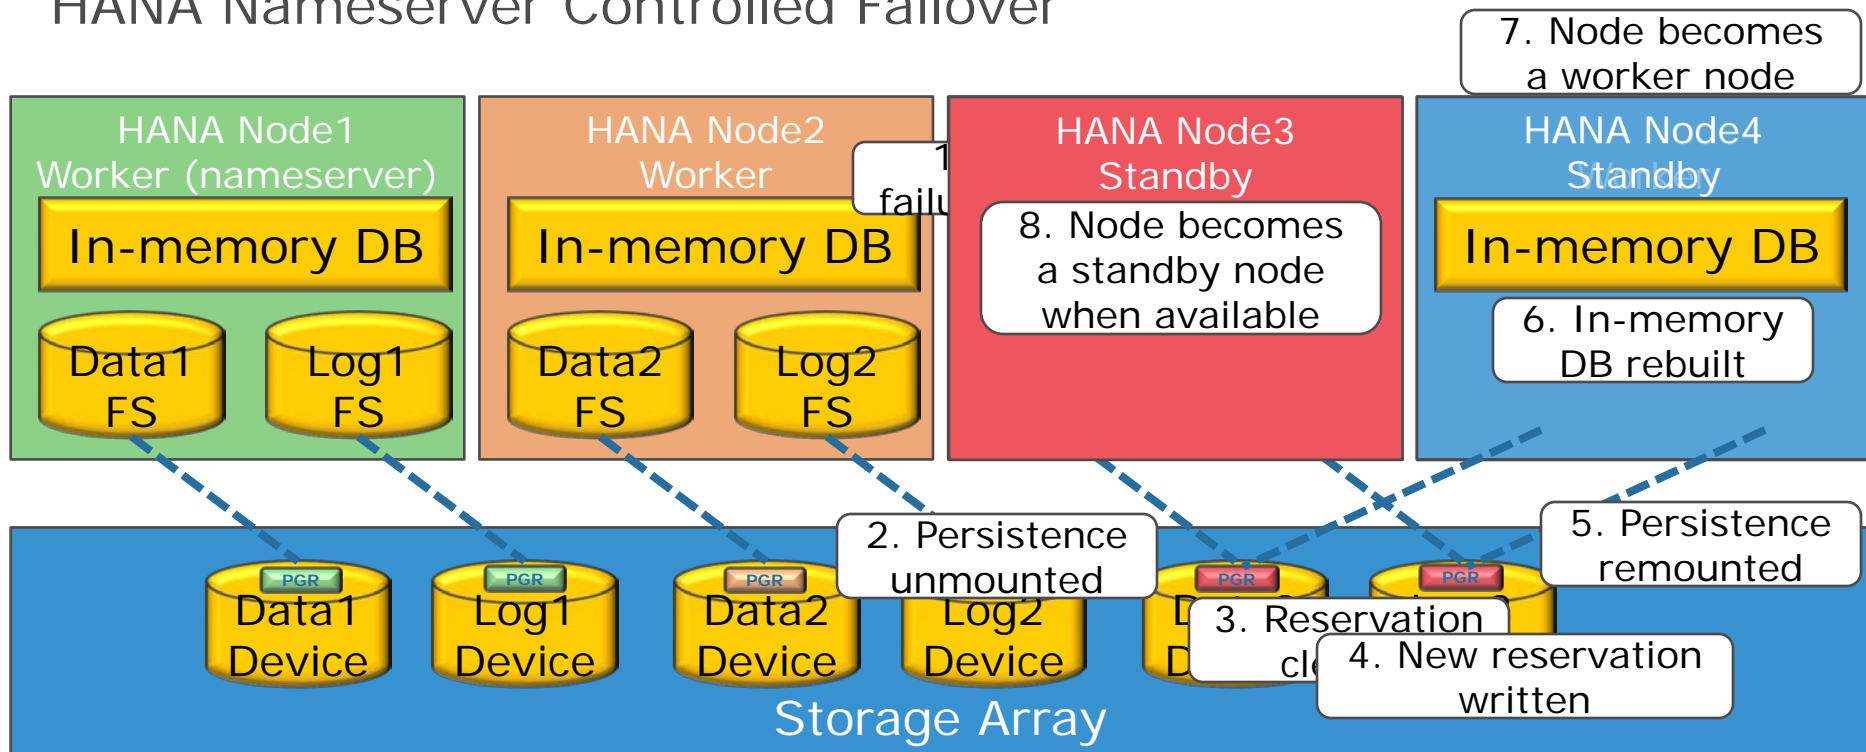 HANA Nameserver Controlled Failover
7. Node becomes
a worker node
HANA Node1
Worker (nameserver)
In-memory DB
Data1
FS
Log1
FS
HANA Node2
Worker
In-memory DB
Data2
FS
Log2
FS
1
HANA Node3
Standby
8. Node becomes
a standby node
when available
HANA Node4
Standby
In-memory DB
6. In-memory
DB rebuilt
2. Persistence
unmounted
5. Persistence
remounted
PGR
Data1
Device
PGR
Log1
Device
PGR
Data2
Device
Log2
Device
PGR
PGR
3. Reservation
4. New reservation
written
Storage Array